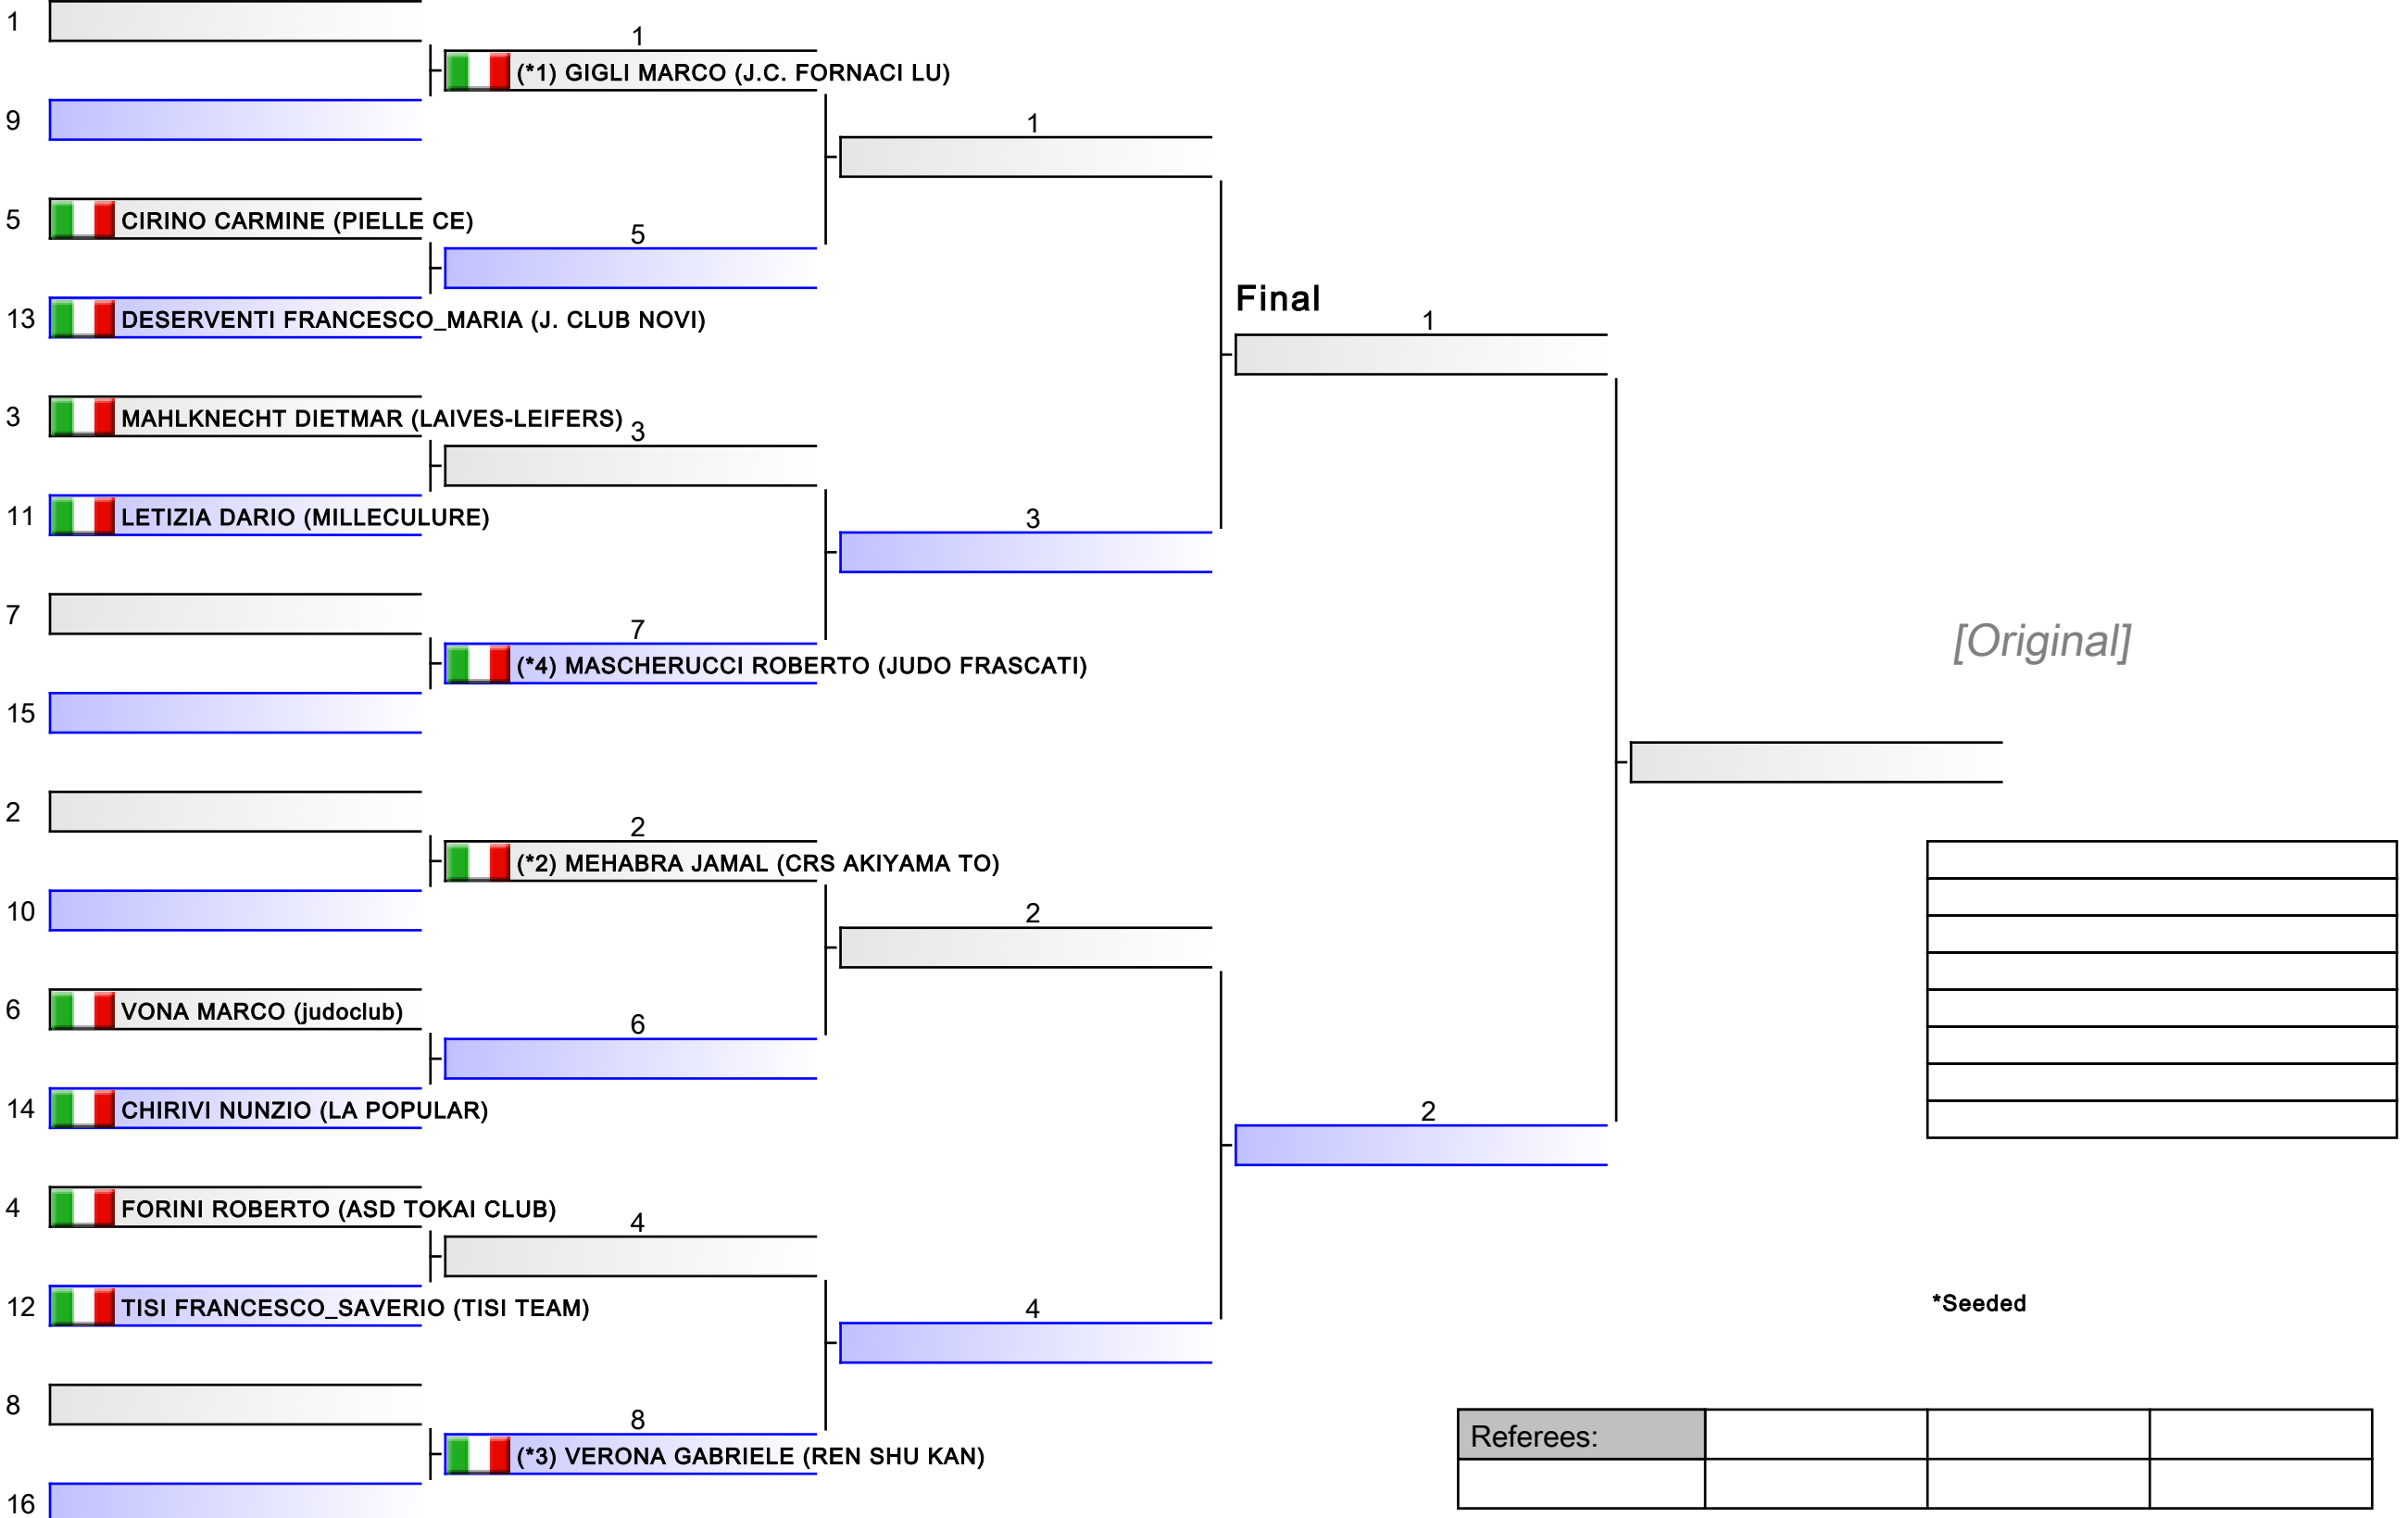 1
1
(*1) GIGLI MARCO (J.C. FORNACI LU)
9
1
5
CIRINO CARMINE (PIELLE CE)
5
13
DESERVENTI FRANCESCO_MARIA (J. CLUB NOVI)
Final
1
3
MAHLKNECHT DIETMAR (LAIVES-LEIFERS)
3
11
LETIZIA DARIO (MILLECULURE)
3
7
7
(*4) MASCHERUCCI ROBERTO (JUDO FRASCATI)
[Original]
15
2
2
(*2) MEHABRA JAMAL (CRS AKIYAMA TO)
10
2
6
VONA MARCO (judoclub)
6
14
CHIRIVI NUNZIO (LA POPULAR)
2
4
FORINI ROBERTO (ASD TOKAI CLUB)
4
12
TISI FRANCESCO_SAVERIO (TISI TEAM)
4
*Seeded
8
8
(*3) VERONA GABRIELE (REN SHU KAN)
Referees:
16